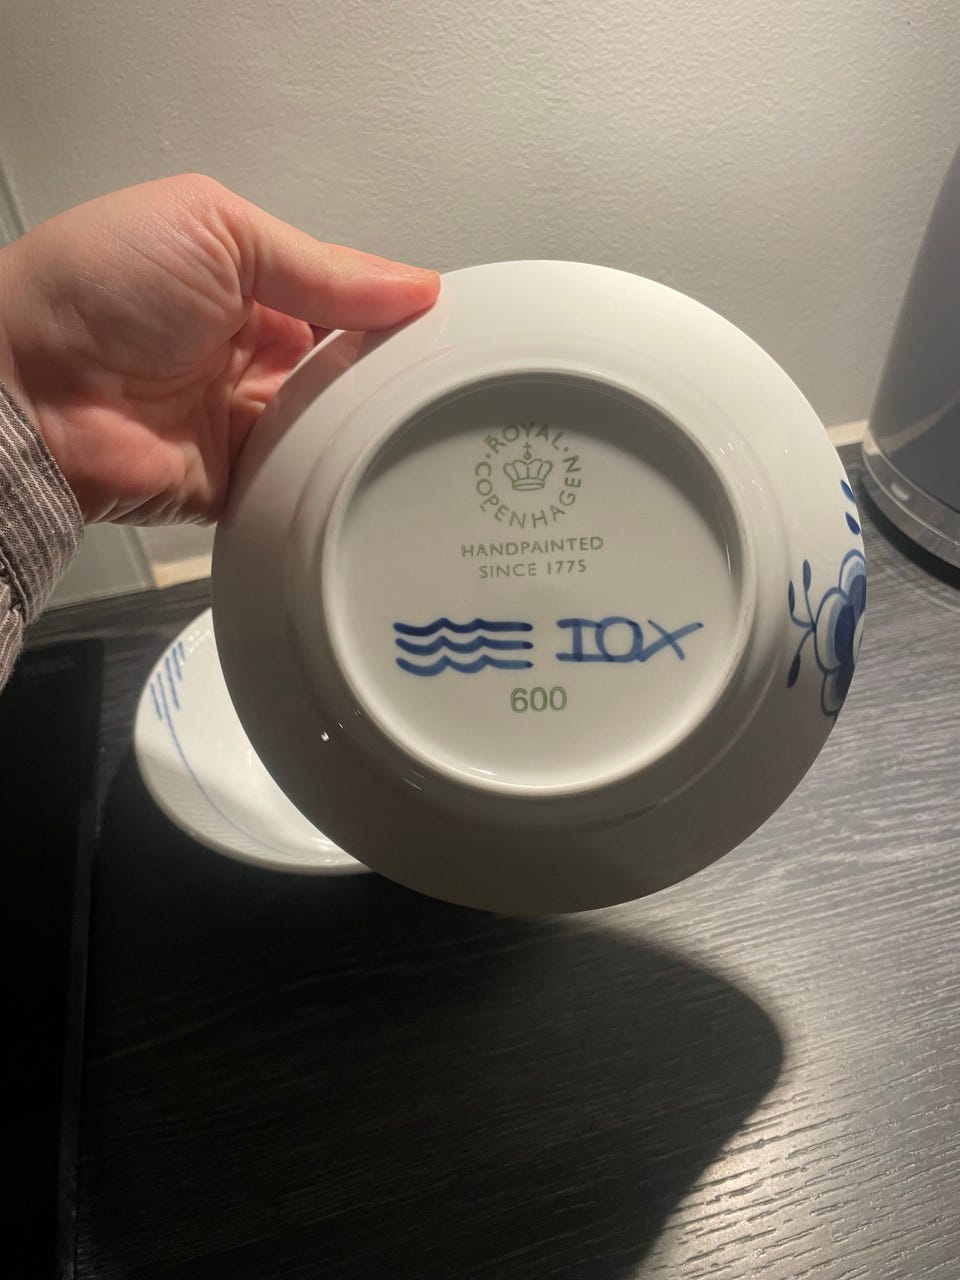 ROYAL COPENHAGEN
HANDPAINTED
SINCE 1775
IOX
600